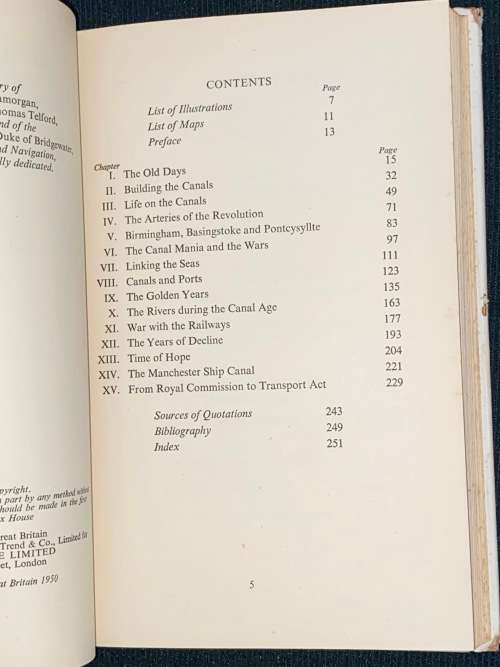 ry of
amorgan,
homas Telford,
nd of the
Duke of Bridgewater,
nd Navigation,
lly dedicated.
pyright.
part by any method without
hould be made in the first
x House
reat Britain
Trend & Co., Limited for
E LIMITED
et, London
at Britain 1950
CONTENTS
Page
List of Illustrations 7
List of Maps 11
Preface 13
Chapter Page
I. The Old Days 15
II. Building the Canals 32
III. Life on the Canals 49
IV. The Arteries of the Revolution 71
V. Birmingham, Basingstoke and Pontcysyllte 83
VI. The Canal Mania and the Wars 97
VII. Linking the Seas 111
VIII. Canals and Ports 123
IX. The Golden Years 135
X. The Rivers during the Canal Age 163
XI. War with the Railways 177
XII. The Years of Decline 193
XIII. Time of Hope 204
XIV. The Manchester Ship Canal 221
XV. From Royal Commission to Transport Act 229
Sources of Quotations 243
Bibliography 249
Index 251
5